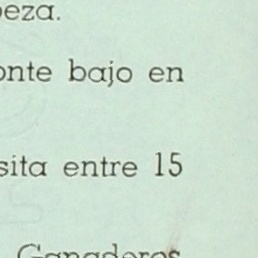 beza.
onte bajo en
sita entre 15
Ganaderos